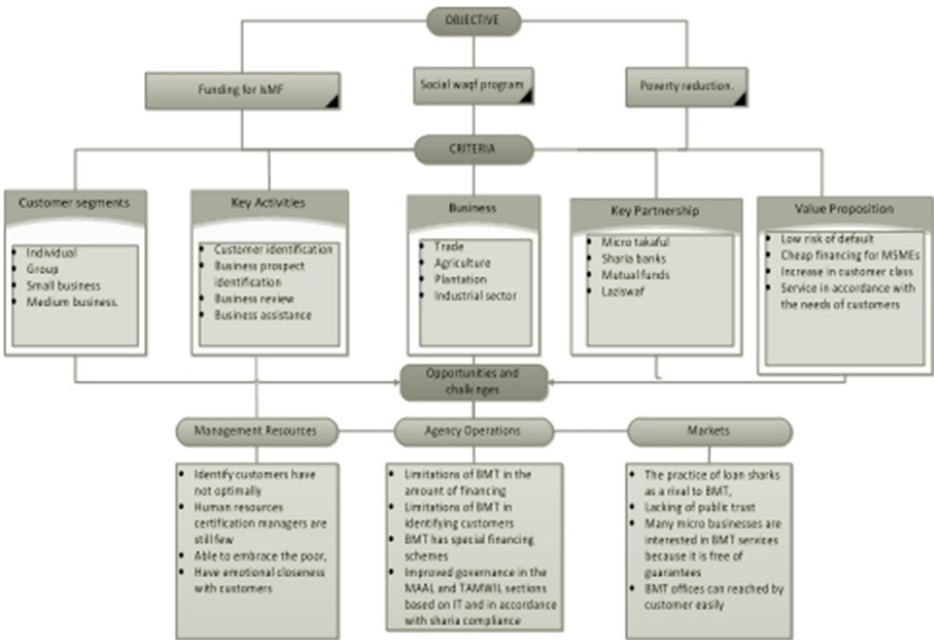 OBJECTIVE
Funding for IsMF
Social waqf program
Poverty reduction.
CRITERIA
Customer segments
Individual
Group
Small business
Medium business.
Key Activities
Customer identification
Business prospect
identification
Business review
Business assistance
Business
Trade
Agriculture
Plantation
Industrial sector
Key Partnership
Micro takaful
Sharia banks
Mutual funds
Laziswaf
Value Proposition
Low risk of default
Cheap financing for MSMEs
Increase in customer class
Service in accordance with
the needs of customers
Opportunities and
challenges
Management Resources
Agency Operations
Markets
Identify customers have
not optimally
Human resources
certification managers are
still few
Able to embrace the poor,
Have emotional closeness
with customers
Limitations of BMT in the
amount of financing
Limitations of BMT in
identifying customers
BMT has special financing
schemes
Improved governance in the
MAAL and TAMWIL sections
based on IT and in accordance
with sharia compliance
The practice of loan sharks
as a rival to BMT,
Lacking of public trust
Many micro businesses are
interested in BMT services
because it is free of
guarantees
BMT offices can reached by
customer easily